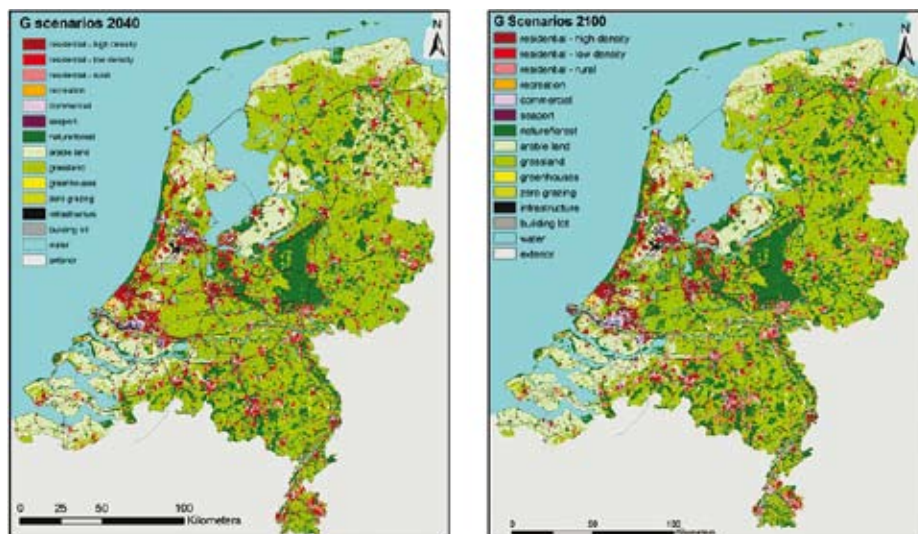 G scenarios 2040
N
residential - high density
residential - low density
residential - rural
recreation
commercial
seaport
nature/forest
arable land
grassland
greenhouses
zero grazing
infrastructure
building lot
water
exterior
0 25 50 100
Kilometers
G Scenarios 2100
N
residential - high density
residential - low density
residential - rural
recreation
commercial
seaport
nature/forest
arable land
grassland
greenhouses
zero grazing
infrastructure
building lot
water
exterior
0 50 100